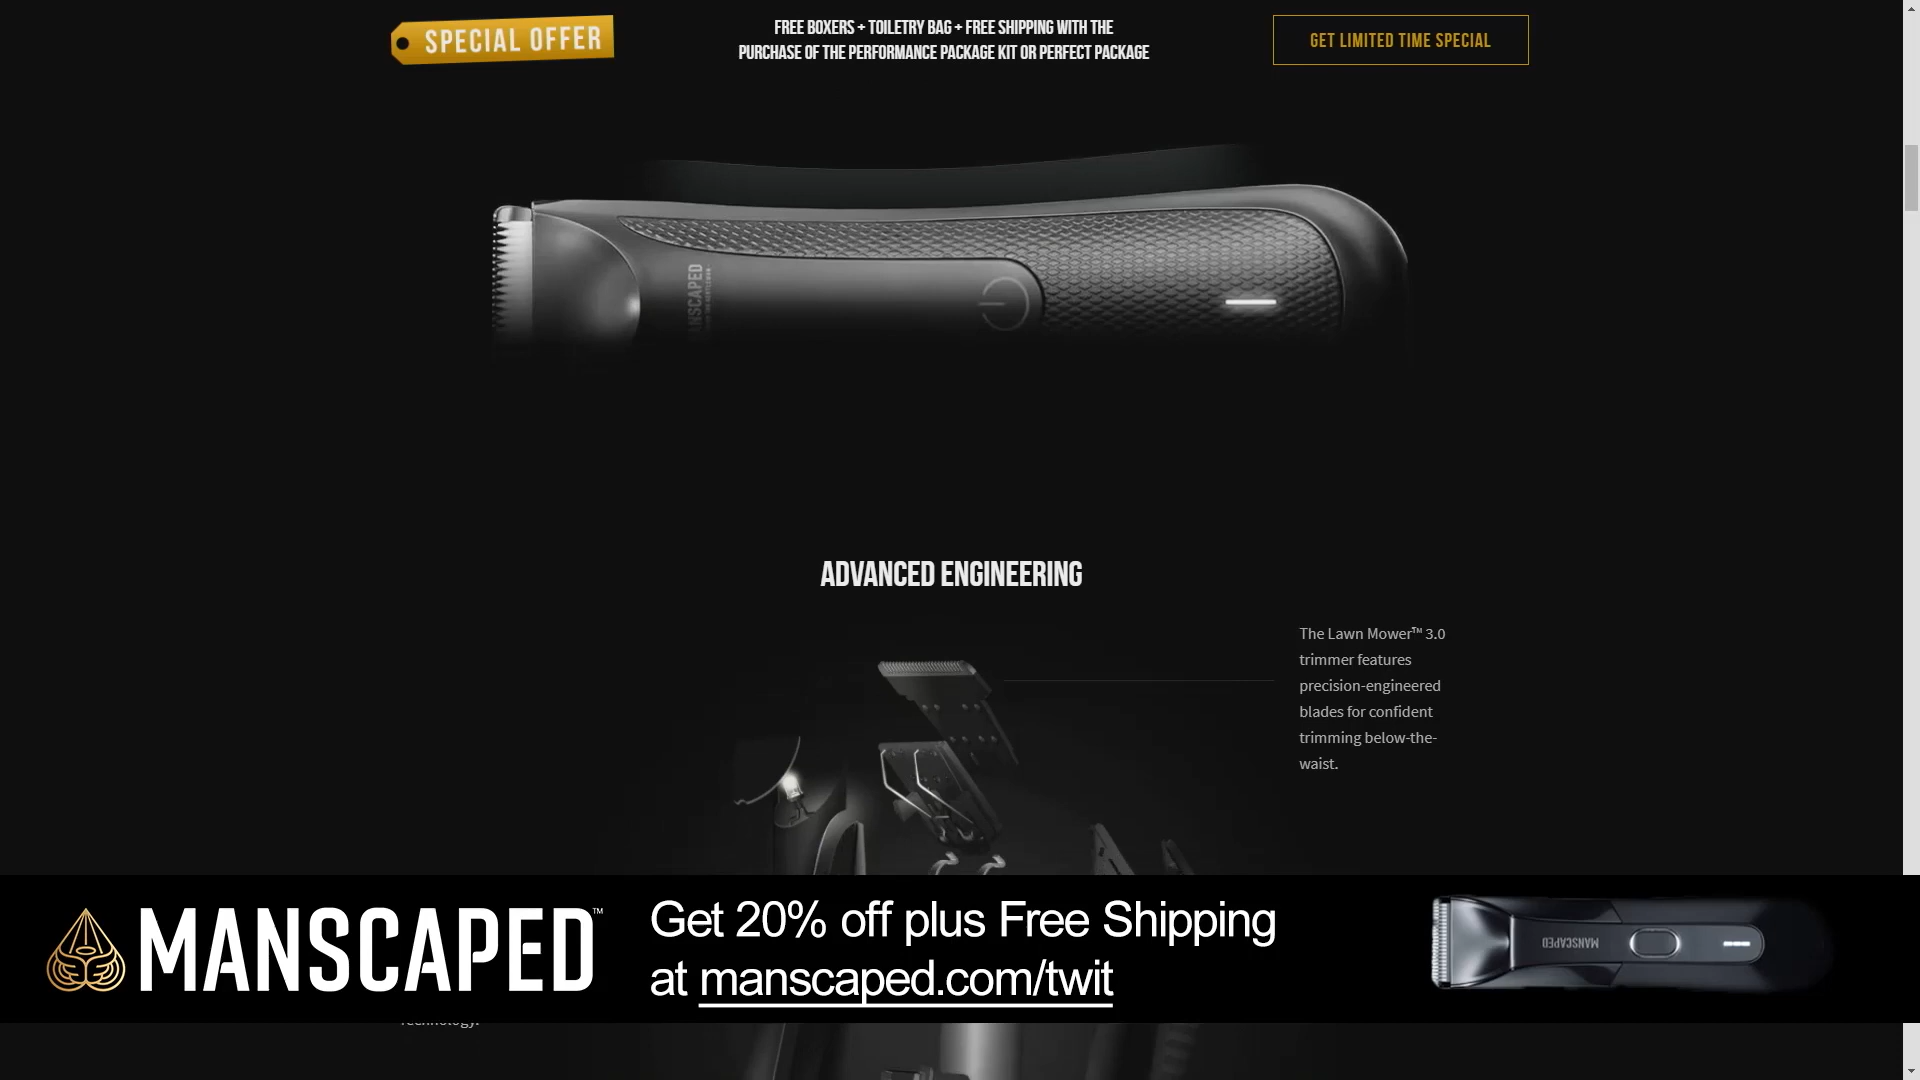 SPECIAL OFFER
FREE BOXERS + TOILETRY BAG + FREE SHIPPING WITH THE
PURCHASE OF THE PERFORMANCE PACKAGE KIT OR PERFECT PACKAGE
GET LIMITED TIME SPECIAL
ADVANCED ENGINEERING
The Lawn Mower™ 3.0
trimmer features
precision-engineered
blades for confident
trimming below-the-
waist.
MANSCAPED™
Get 20% off plus Free Shipping
at manscaped.com/twit
MANSCAPED
Technology.